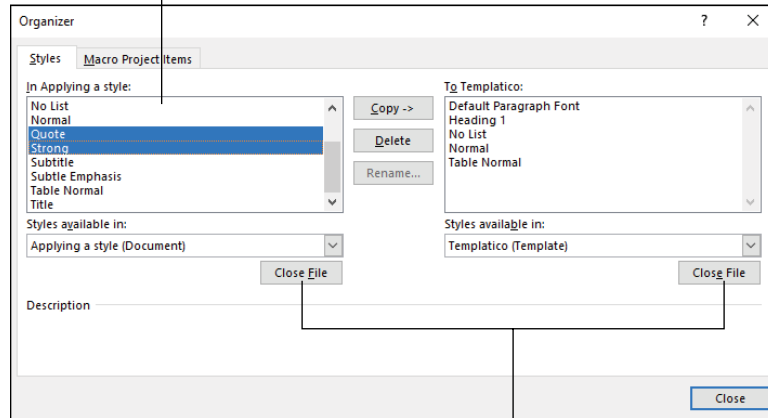 Organizer
?
Styles
Macro Project Items
In Applying a style:
No List
Normal
Quote
Strong
Subtitle
Subtle Emphasis
Table Normal
Title
Styles available in:
Applying a style (Document)
Close File
Copy ->
Delete
Rename...
To Templatico:
Default Paragraph Font
Heading 1
No List
Normal
Table Normal
Styles available in:
Templatico (Template)
Close File
Description
Close